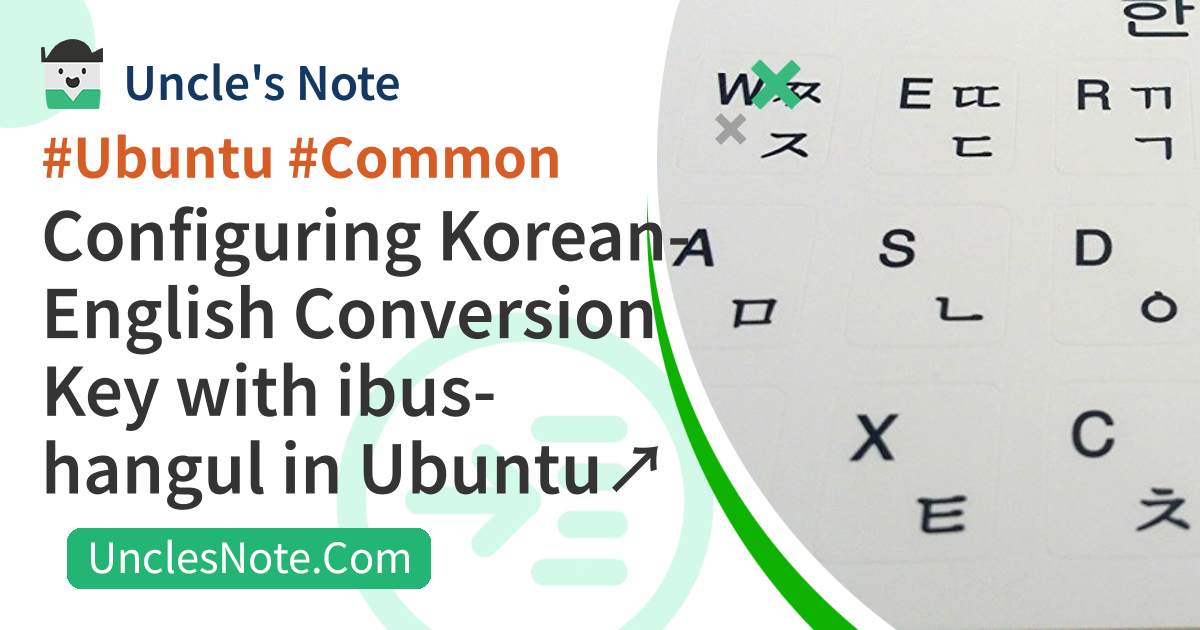 Uncle's Note
#Ubuntu #Common
Configuring Korean-
English Conversion
Key with ibus-
hangul in Ubuntu↗
UnclesNote.Com
한
W ㅉ
ㅈ
E ㄸ
ㄷ
R ㄲ
ㄱ
A
ㅁ
S
ㄴ
D
ㅇ
X
ㅌ
C
ㅊ